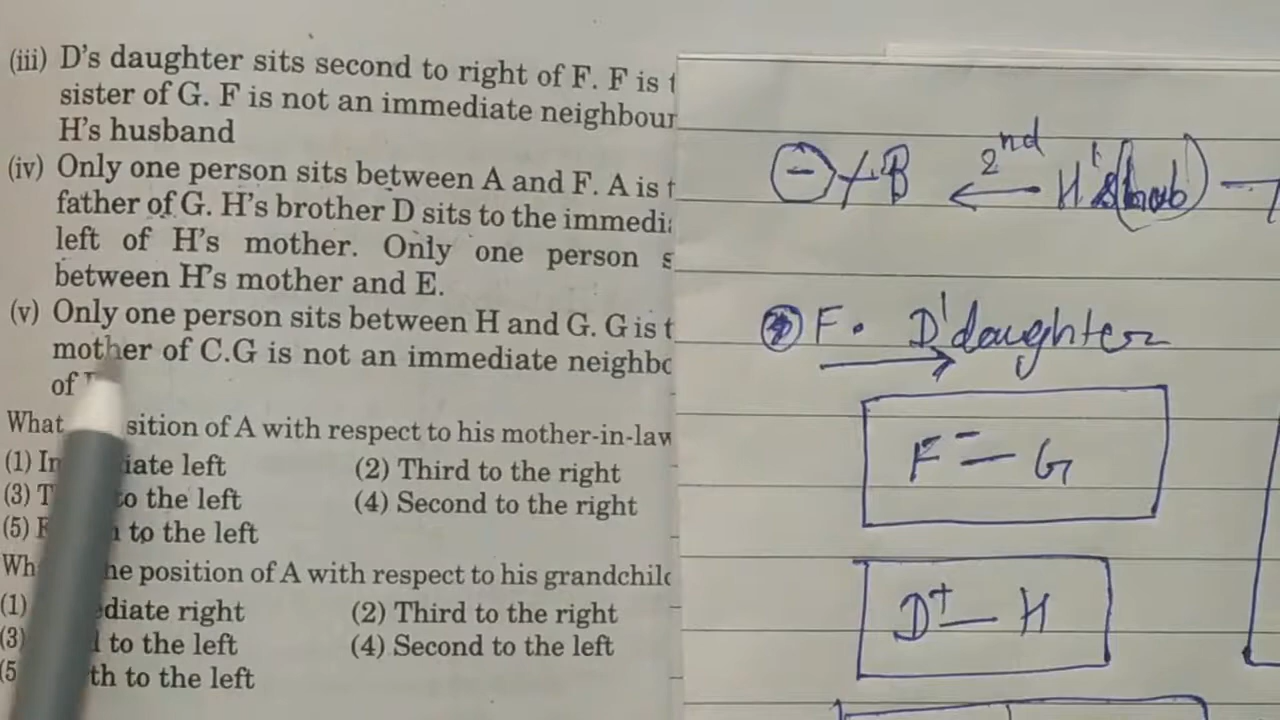 (iii) D's daughter sits second to right of F. F is
sister of G. F is not an immediate neighbour
H's husband
(iv) Only one person sits between A and F. A is
father of G. H's brother D sits to the
left of H's mother. Only one person
between H's mother and E.
(v) Only one person sits between H and G. G is
mother of C.G is not an immediate
of
What sition of A with respect to his mother-in-law
(1) iate left (2) Third to the right
(3) to the left (4) Second to the right
(5) to the left
he position of A with respect to his
(1) diate right (2) Third to the right
(3) to the left (4) Second to the left
(5 th to the left
B 2nd H's
F. D'daughter
F - G
D+ - H